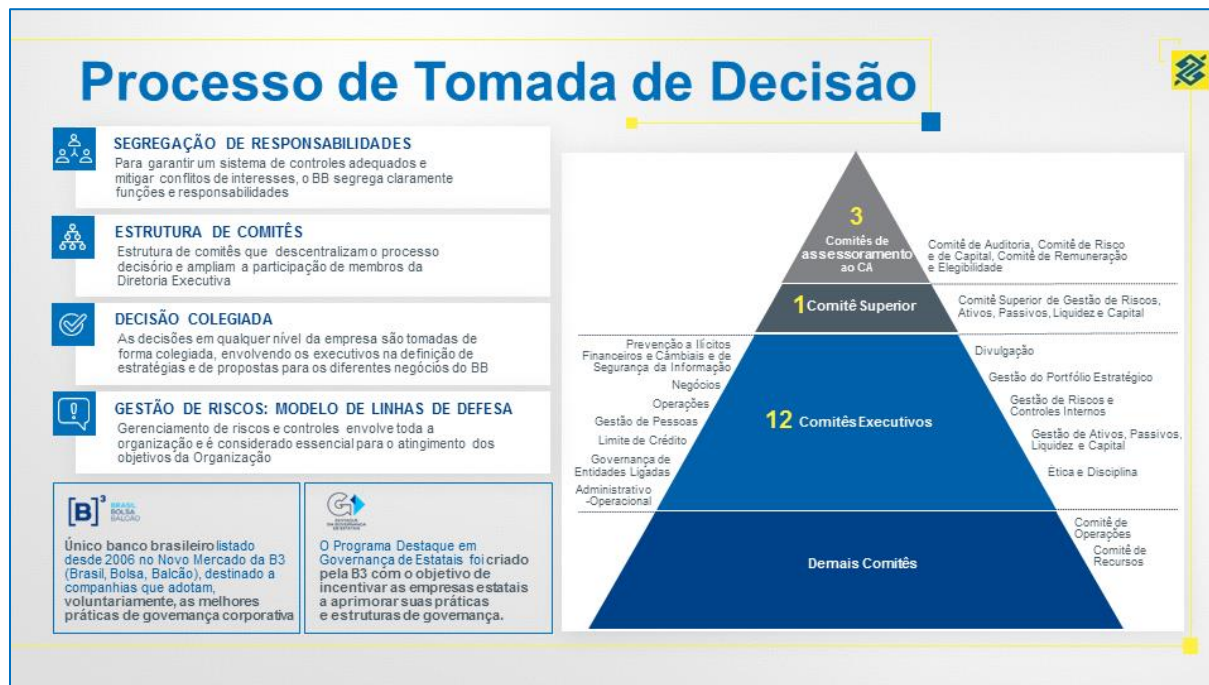 Processo de Tomada de Decisão
SEGREGAÇÃO DE RESPONSABILIDADES
Para garantir um sistema de controles adequados e
mitigar conflitos de interesses, o BB segrega claramente
funções e responsabilidades
ESTRUTURA DE COMITÊS
Estrutura de comitês que descentralizam o processo
decisório e ampliam a participação de membros da
Diretoria Executiva
DECISÃO COLEGIADA
As decisões em qualquer nível da empresa são tomadas de
forma colegiada, envolvendo os executivos na definição de
estratégias e de propostas para os diferentes negócios do BB
GESTÃO DE RISCOS: MODELO DE LINHAS DE DEFESA
Gerenciamento de riscos e controles envolve toda a
organização e é considerado essencial para o atingimento dos
objetivos da Organização
[B]³ BRASIL
BOLSA
BALCÃO
Único banco brasileiro listado
desde 2006 no Novo Mercado da B3
(Brasil, Bolsa, Balcão), destinado a
companhias que adotam,
voluntariamente, as melhores
práticas de governança corporativa
DESTAQUE
EM GOVERNANÇA
DE ESTATAIS
O Programa Destaque em
Governança de Estatais foi criado
pela B3 com o objetivo de
incentivar as empresas estatais
a aprimorar suas práticas
e estruturas de governança.
3
Comitês de
assessoramento
ao CA
Comitê de Auditoria, Comitê de Risco
e de Capital, Comitê de Remuneração
e Elegibilidade
1 Comitê Superior
Comitê Superior de Gestão de Riscos,
Ativos, Passivos, Liquidez e Capital
Prevenção a Ilícitos
Financeiros e Câmbiais e de
Segurança da Informação
Negócios
Operações
Gestão de Pessoas
Limite de Crédito
Governança de
Entidades Ligadas
Administrativo
-Operacional
12 Comitês Executivos
Divulgação
Gestão do Portfólio Estratégico
Gestão de Riscos e
Controles Internos
Gestão de Ativos, Passivos,
Liquidez e Capital
Ética e Disciplina
Demais Comitês
Comitê de
Operações
Comitê de
Recursos